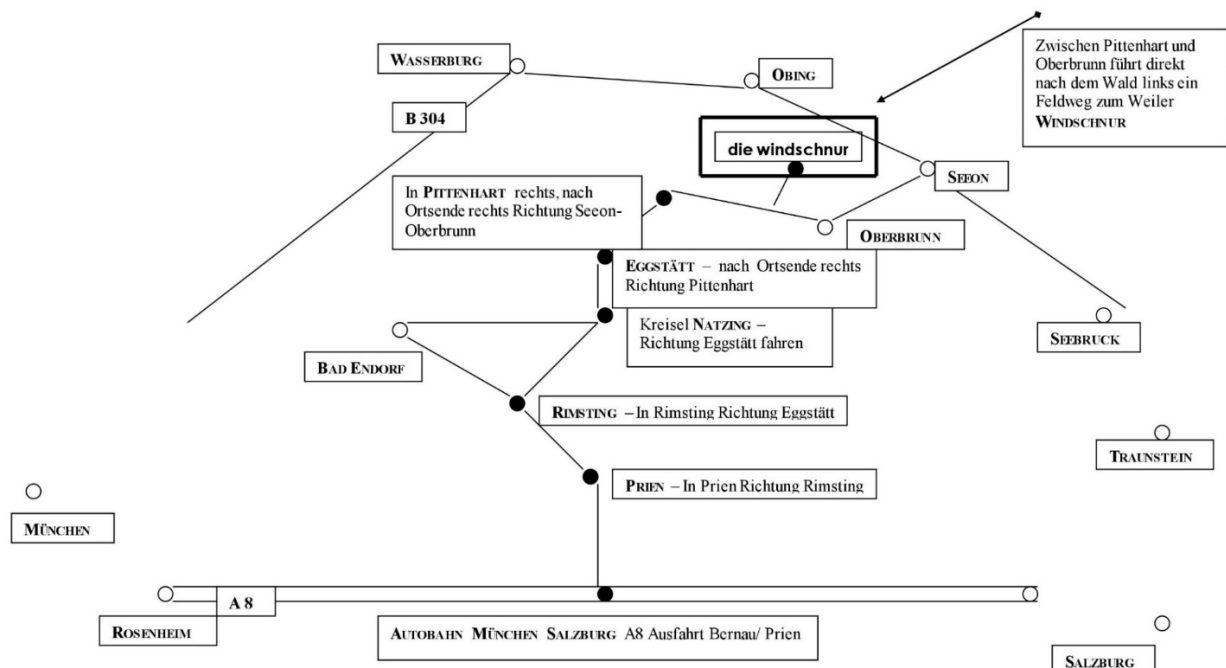 Zwischen Pittenhart und
Oberbrunn führt direkt
nach dem Wald links ein
Feldweg zum Weiler
WINDSCHNUR
WASSERBURG
OBING
B 304
die windschnur
SEEON
In PITTENHART rechts, nach
Ortsende rechts Richtung Seeon-
Oberbrunn
OBERBRUNN
EGGSTÄTT – nach Ortsende rechts
Richtung Pittenhart
Kreisel NATZING –
Richtung Eggstätt fahren
SEEBRUCK
BAD ENDORF
RIMSTING – In Rimsting Richtung Eggstätt
TRAUNSTEIN
PRIEN – In Prien Richtung Rimsting
MÜNCHEN
A 8
ROSENHEIM
AUTOBAHN MÜNCHEN SALZBURG A8 Ausfahrt Bernau/ Prien
SALZBURG